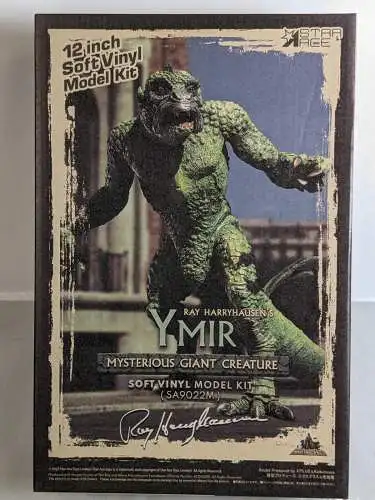 12 inch
Soft Vinyl
Model Kit
STAR
ACE
RAY HARRYHAUSEN'S
YMIR
MYSTERIOUS GIANT CREATURE
SOFT VINYL MODEL KIT
(SA9022M)
Ray Harryhausen